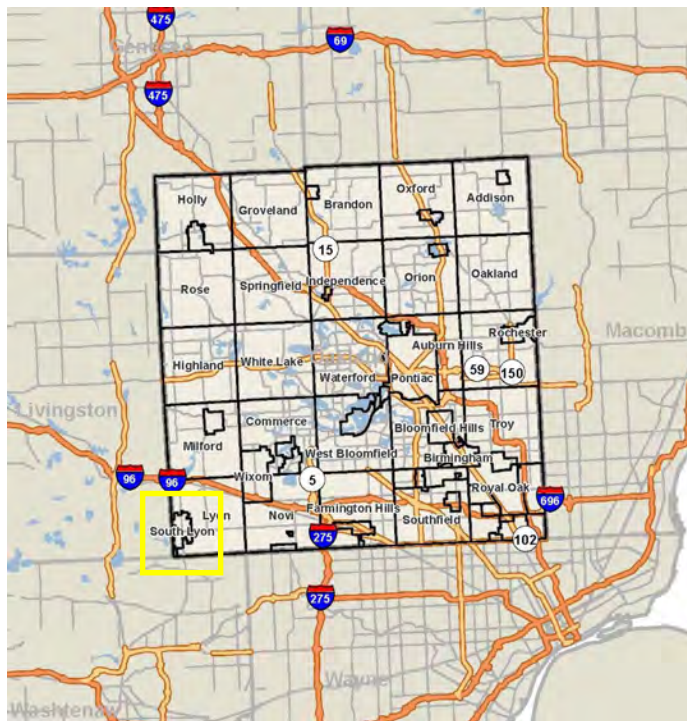 475
Genesee
69
475
Holly
Groveland
Brandon
Oxford
Addison
15
Rose
Springfield
Independence
Orion
Oakland
Macomb
Rochester
Auburn Hills
Highland
White Lake
Waterford
Pontiac
59
150
Livingston
Commerce
Milford
Bloomfield Hills
Troy
West Bloomfield
Birmingham
96
96
Wixom
5
Royal Oak
696
Lyon
South Lyon
Novi
Farmington Hills
Southfield
275
102
275
Wayne
Washtenaw